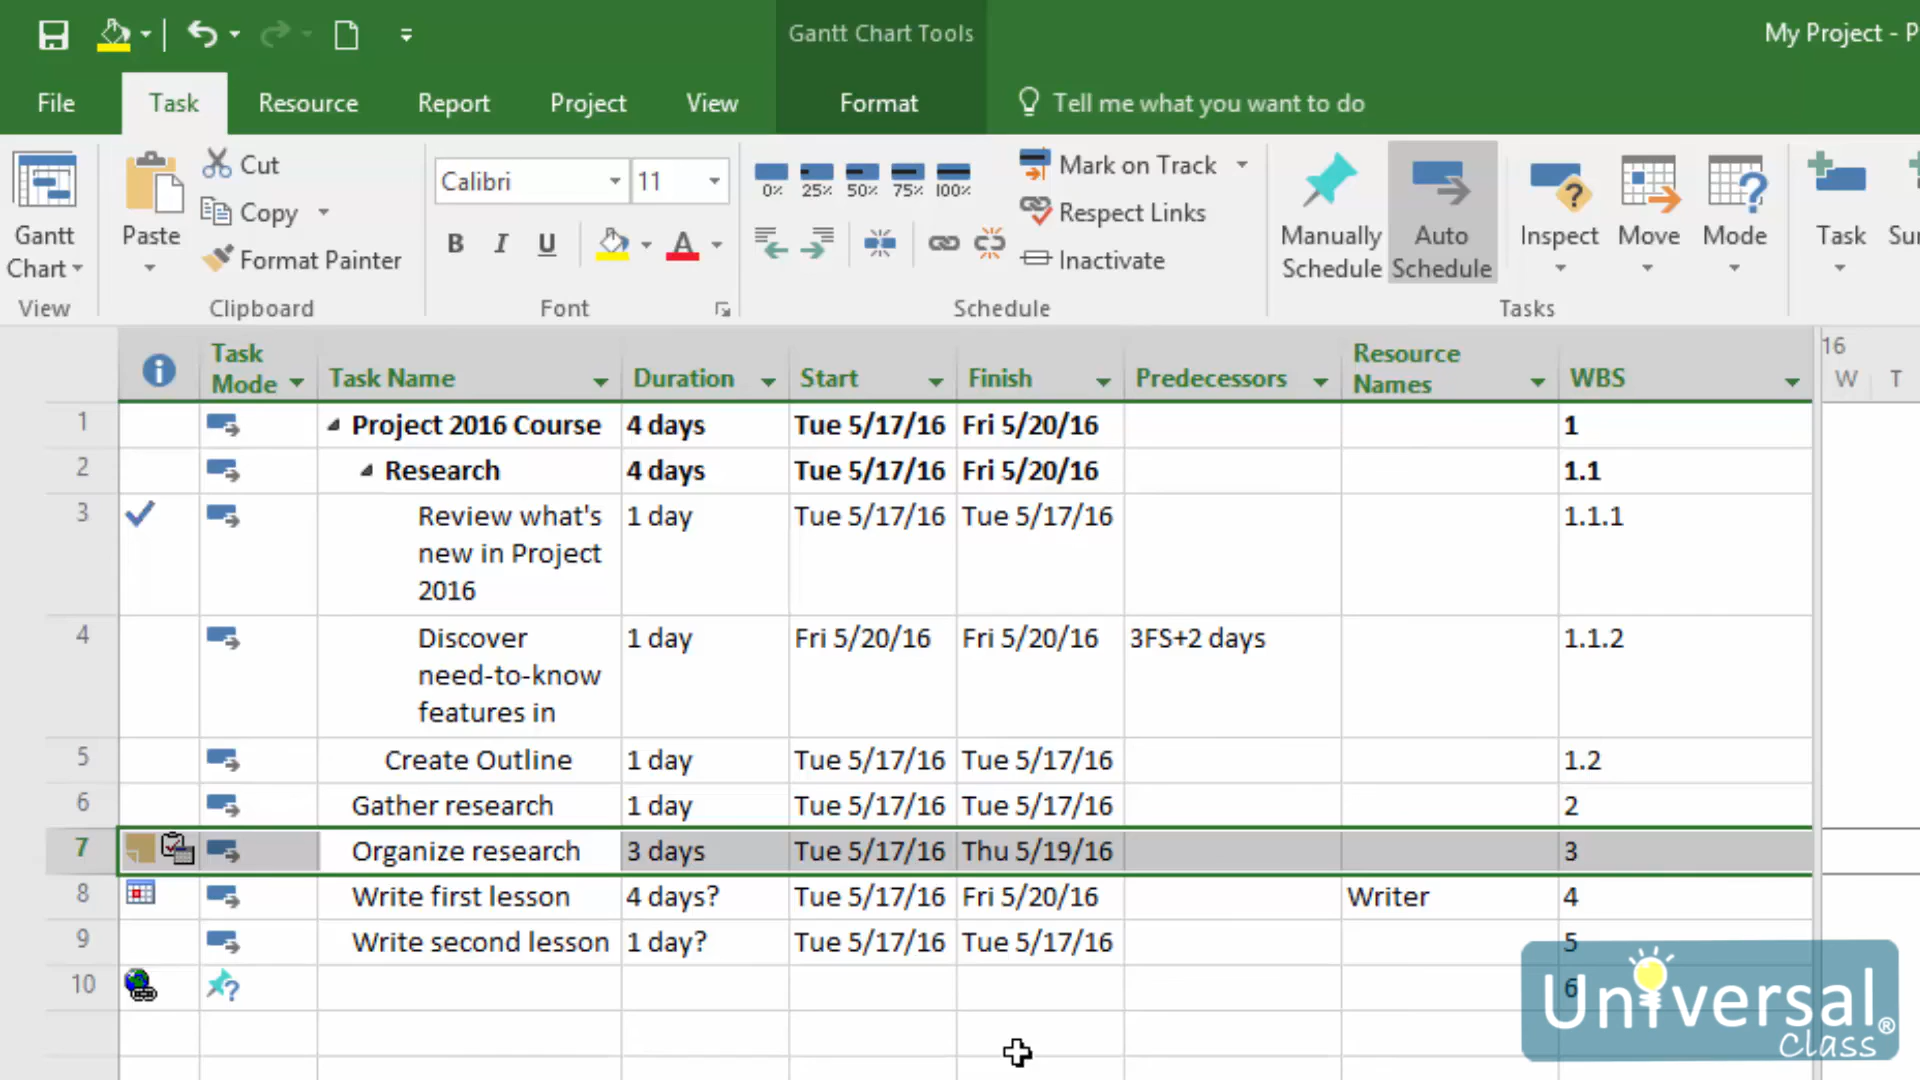 Gantt Chart Tools
My Project - P
File Task Resource Report Project View Format Tell me what you want to do
Gantt Chart
View
Paste
Cut
Copy
Format Painter
Clipboard
Calibri 11
B I U A
Font
0% 25% 50% 75% 100%
Mark on Track
Respect Links
Inactivate
Schedule
Manually Schedule
Auto Schedule
Inspect
Move
Mode
Tasks
Task
Su
Task Mode Task Name Duration Start Finish Predecessors Resource Names WBS
16
W T
1 Project 2016 Course 4 days Tue 5/17/16 Fri 5/20/16 1
2 Research 4 days Tue 5/17/16 Fri 5/20/16 1.1
3 Review what's 1 day Tue 5/17/16 Tue 5/17/16 1.1.1
new in Project
2016
4 Discover 1 day Fri 5/20/16 Fri 5/20/16 3FS+2 days 1.1.2
need-to-know
features in
5 Create Outline 1 day Tue 5/17/16 Tue 5/17/16 1.2
6 Gather research 1 day Tue 5/17/16 Tue 5/17/16 2
7 Organize research 3 days Tue 5/17/16 Thu 5/19/16 3
8 Write first lesson 4 days? Tue 5/17/16 Fri 5/20/16 Writer 4
9 Write second lesson 1 day? Tue 5/17/16 Tue 5/17/16 5
10 6
Universal®
Class